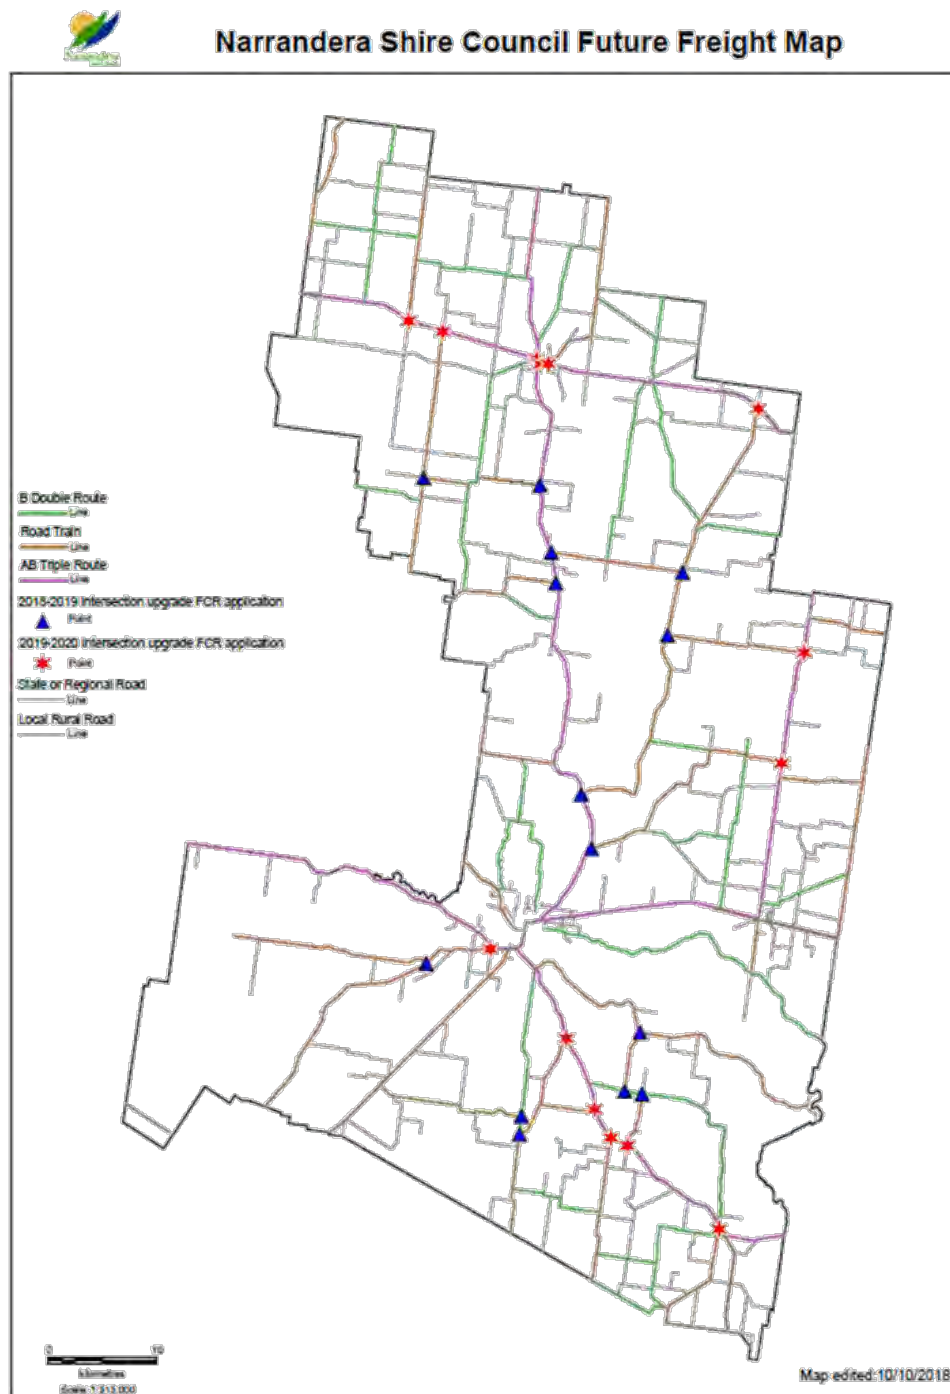 Narrandera Shire Council Future Freight Map
B Double Route
Line
Road Train
Line
AB Triple Route
Line
2018-2019 Intersection upgrade FCR application
Point
2019-2020 Intersection upgrade FCR application
Point
State or Regional Road
Line
Local Rural Road
Line
0 10
kilometres
Map edited:10/10/2018